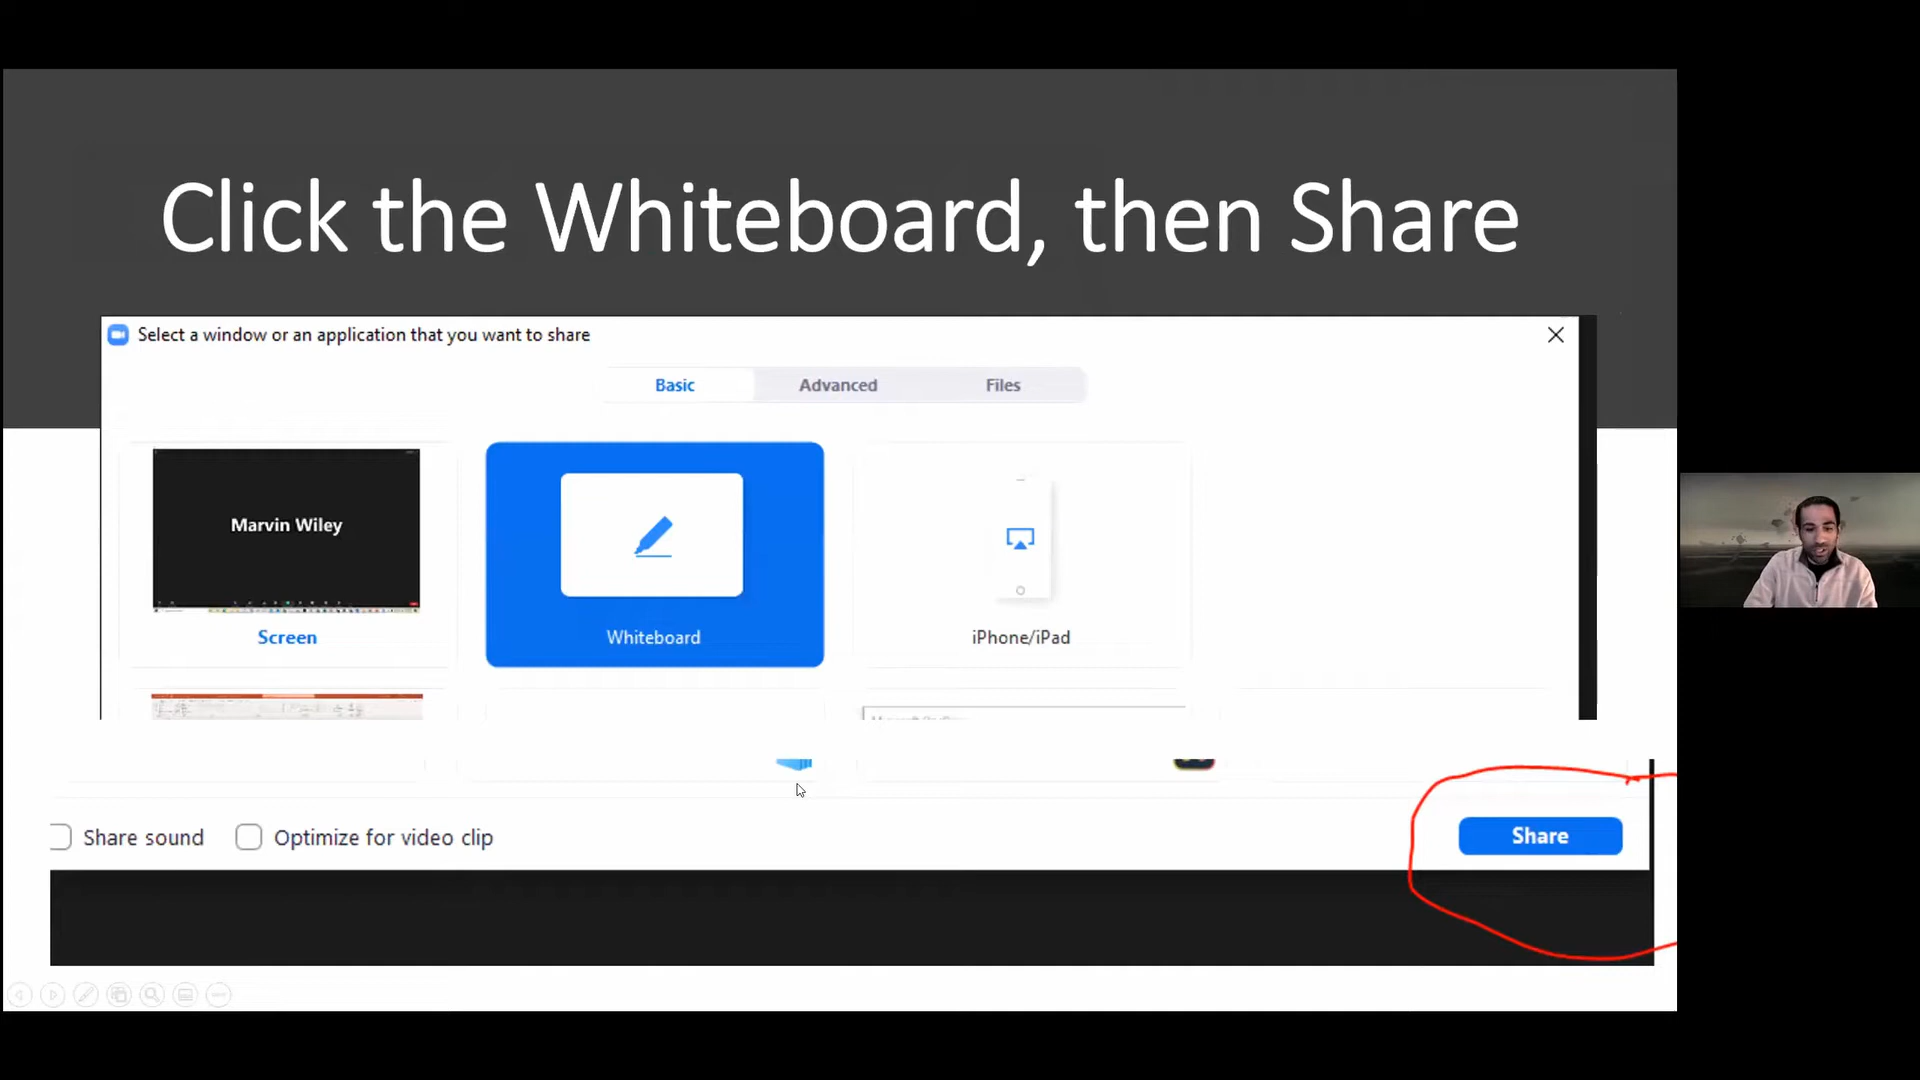 Click the Whiteboard, then Share
Select a window or an application that you want to share
Basic Advanced Files
Marvin Wiley
Screen Whiteboard iPhone/iPad
Share sound Optimize for video clip Share